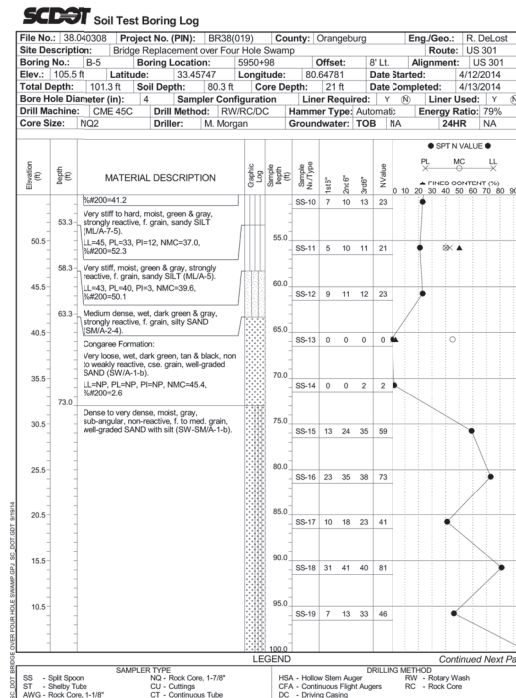 SCDOT Soil Test Boring Log
File No.: 38.040308 Project No. (PIN): BR38(019) County: Orangeburg Eng./Geo.: R. DeLost
Site Description: Bridge Replacement over Four Hole Swamp Route: US 301
Boring No.: B-5 Boring Location: 5950+98 Offset: 8' Lt. Alignment: US 301
Elev.: 105.5 ft Latitude: 33.45747 Longitude: 80.64781 Date Started: 4/12/2014
Total Depth: 101.3 ft Soil Depth: 80.3 ft Core Depth: 21 ft Date Completed: 4/13/2014
Bore Hole Diameter (in): 4 Sampler Configuration Liner Required: Y N Liner Used: Y N
Drill Machine: CME 45C Drill Method: RW/RC/DC Hammer Type: Automatic Energy Ratio: 79%
Core Size: NQ2 Driller: M. Morgan Groundwater: TOB NA 24HR NA
Elevation (ft)
Depth (ft)
MATERIAL DESCRIPTION
Graphic Log
Sample Depth (ft)
Sample No./Type
1st 6"
2nd 6"
3rd 6"
N Value
● SPT N VALUE ●
PL MC LL
▲ FINES CONTENT (%)
0 10 20 30 40 50 60 70 80 90
%#200=41.2
SS-10 7 10 13 23
53.3
Very stiff to hard, moist, green & gray,
strongly reactive, f. grain, sandy SILT
(ML/A-7-5).
50.5
LL=45, PL=33, PI=12, NMC=37.0,
%#200=52.3
55.0
SS-11 5 10 11 21
58.3
Very stiff, moist, green & gray, strongly
reactive, f. grain, sandy SILT (ML/A-5).
45.5
LL=43, PL=40, PI=3, NMC=39.6,
%#200=50.1
60.0
SS-12 9 11 12 23
63.3
Medium dense, wet, dark green & gray,
strongly reactive, f. grain, silty SAND
(SM/A-2-4).
40.5
65.0
SS-13 0 0 0 0
Congaree Formation:
Very loose, wet, dark green, tan & black, non
to weakly reactive, cse. grain, well-graded
SAND (SW/A-1-b).
35.5
LL=NP, PL=NP, PI=NP, NMC=45.4,
%#200=2.6
70.0
SS-14 0 0 2 2
73.0
Dense to very dense, moist, gray,
sub-angular, non-reactive, f. to med. grain,
well-graded SAND with silt (SW-SM/A-1-b).
30.5
75.0
SS-15 13 24 35 59
25.5
80.0
SS-16 23 35 38 73
20.5
85.0
SS-17 10 18 23 41
15.5
90.0
SS-18 31 41 40 81
10.5
95.0
SS-19 7 13 33 46
100.0
LEGEND
Continued Next Pa
SAMPLER TYPE
SS - Split Spoon NQ - Rock Core, 1-7/8"
ST - Shelby Tube CU - Cuttings
AWG - Rock Core, 1-1/8" CT - Continuous Tube
DRILLING METHOD
HSA - Hollow Stem Auger RW - Rotary Wash
CFA - Continuous Flight Augers RC - Rock Core
DC - Driving Casing
SC_DOT BRIDGE OVER FOUR HOLE SWAMP.GPJ SC_DOT.GDT 9/19/14